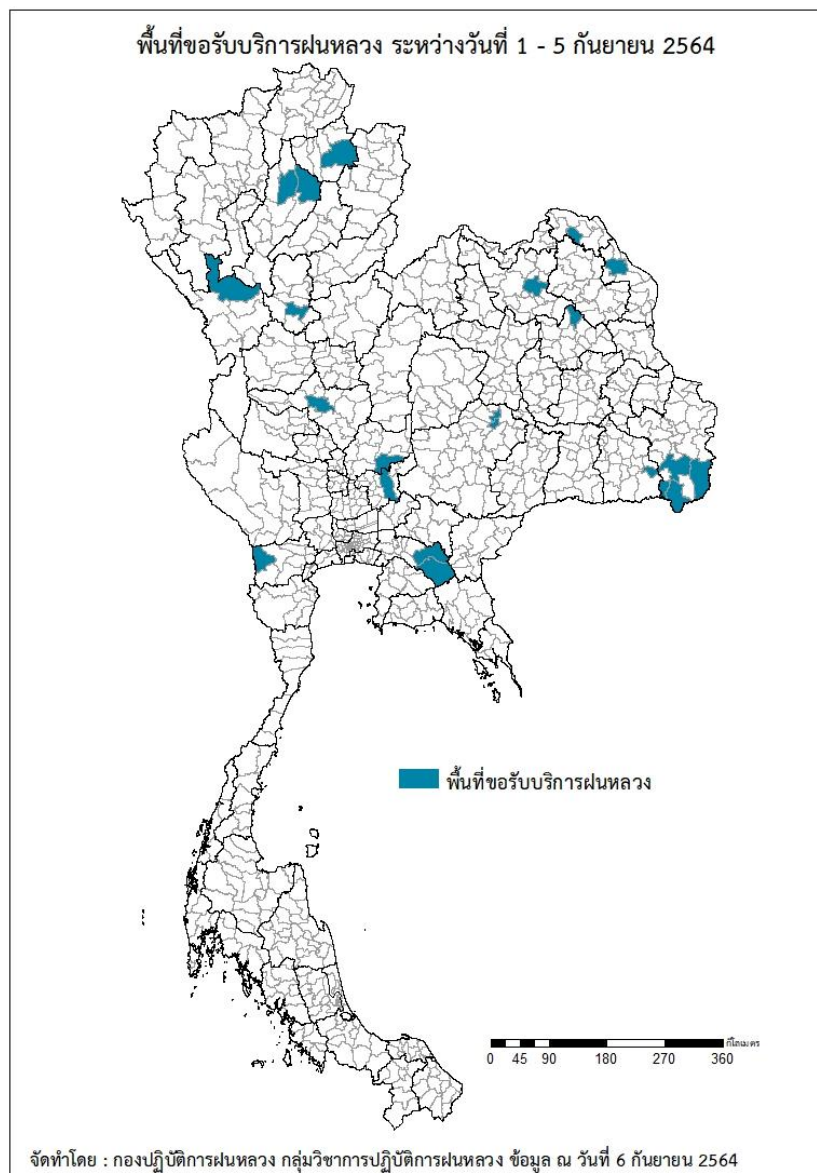 พื้นที่ขอรับบริการฝนหลวง ระหว่างวันที่ 1 - 5 กันยายน 2564
พื้นที่ขอรับบริการฝนหลวง
กิโลเมตร
0 45 90 180 270 360
จัดทำโดย : กองปฏิบัติการฝนหลวง กลุ่มวิชาการปฏิบัติการฝนหลวง ข้อมูล ณ วันที่ 6 กันยายน 2564